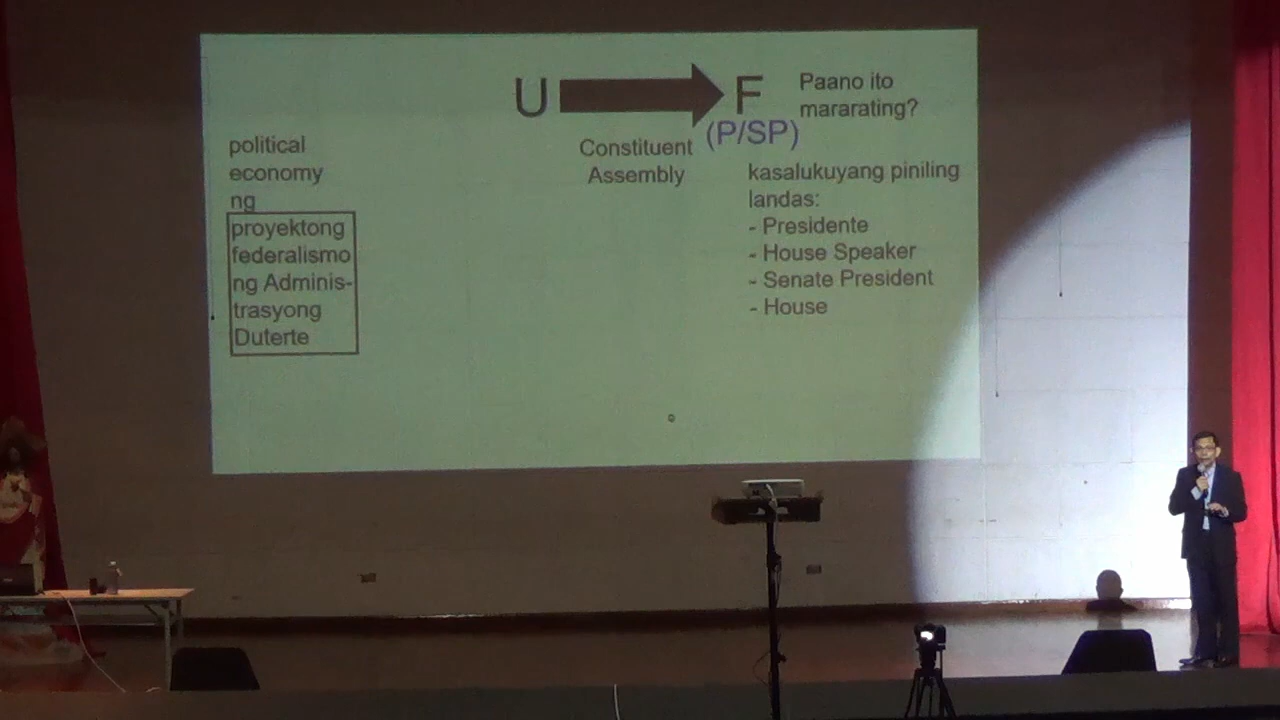 U F
(P/SP)
Paano ito
mararating?
Constituent
Assembly
political
economy
ng
proyektong
federalismo
ng Adminis-
trasyong
Duterte
kasalukuyang piniling
landas:
- Presidente
- House Speaker
- Senate President
- House